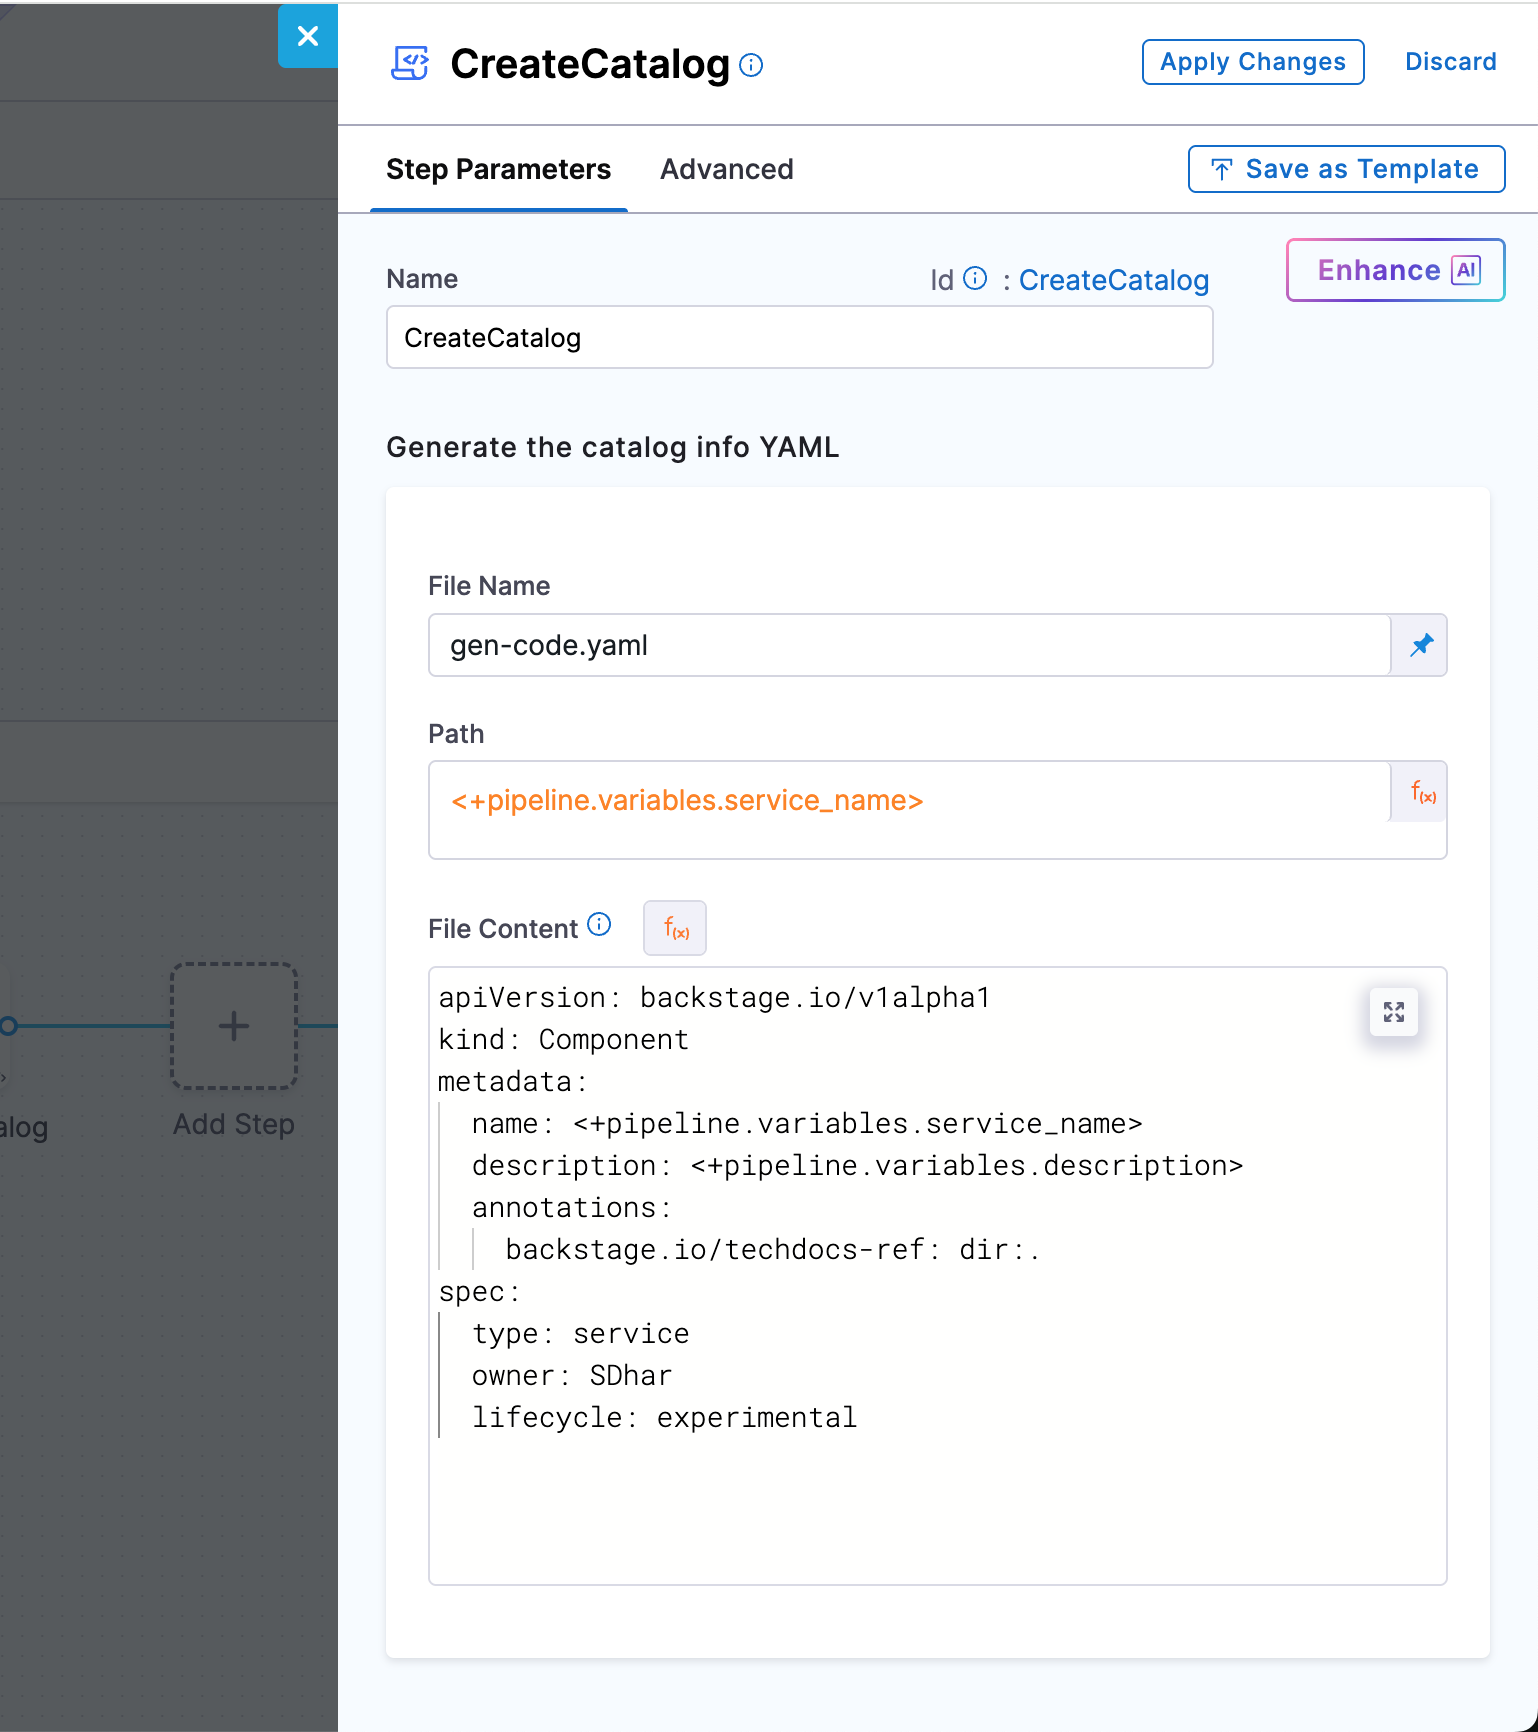 CreateCatalog
Apply Changes
Discard
Step Parameters
Advanced
Save as Template
Name
Id : CreateCatalog
Enhance AI
CreateCatalog
Generate the catalog info YAML
File Name
gen-code.yaml
Path
<+pipeline.variables.service_name>
f(x)
File Content
f(x)
apiVersion: backstage.io/v1alpha1
kind: Component
metadata:
name: <+pipeline.variables.service_name>
description: <+pipeline.variables.description>
annotations:
backstage.io/techdocs-ref: dir:.
spec:
type: service
owner: SDhar
lifecycle: experimental
alog
Add Step